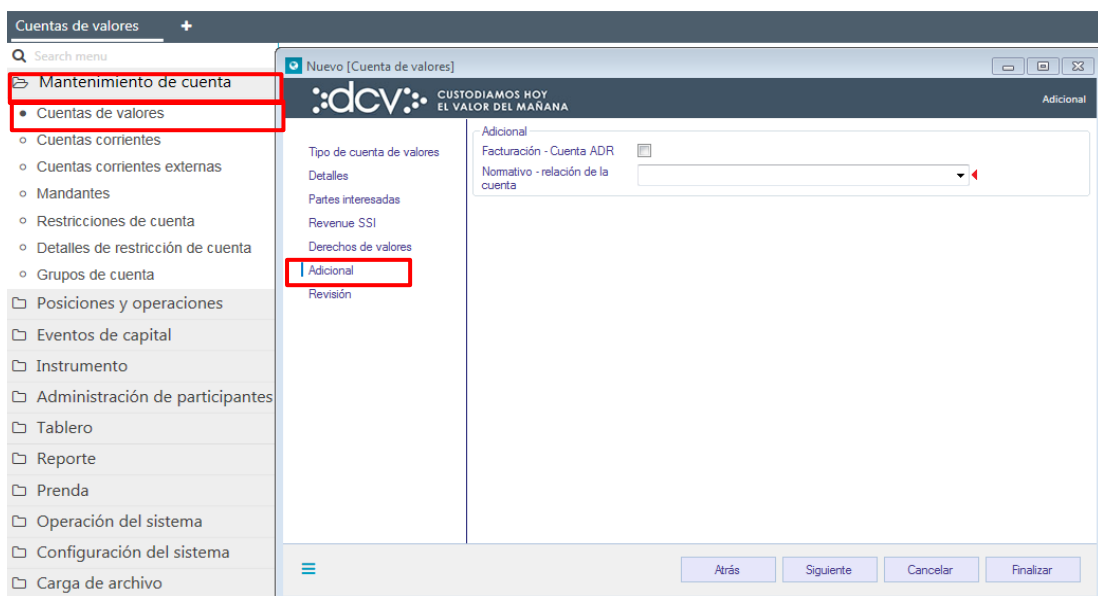 Cuentas de valores +
Search menu
Mantenimiento de cuenta
Cuentas de valores
Cuentas corrientes
Cuentas corrientes externas
Mandantes
Restricciones de cuenta
Detalles de restricción de cuenta
Grupos de cuenta
Posiciones y operaciones
Eventos de capital
Instrumento
Administración de participantes
Tablero
Reporte
Prenda
Operación del sistema
Configuración del sistema
Carga de archivo
Nuevo [Cuenta de valores]
dcv
CUSTODIAMOS HOY
EL VALOR DEL MAÑANA
Adicional
Tipo de cuenta de valores
Detalles
Partes interesadas
Revenue SSI
Derechos de valores
Adicional
Revisión
Adicional
Facturación - Cuenta ADR
Normativo - relación de la
cuenta
Atrás
Siguiente
Cancelar
Finalizar